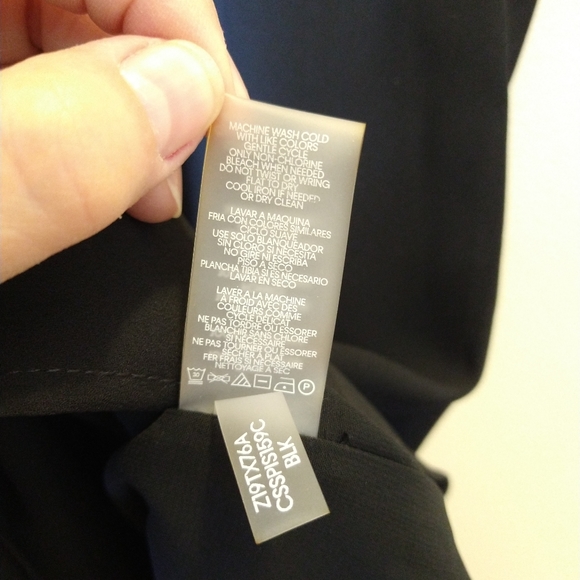 MACHINE WASH COLD
WITH LIKE COLORS
GENTLE CYCLE
ONLY NON-CHLORINE
BLEACH WHEN NEEDED
DO NOT TWIST OR WRING
FLAT TO DRY
COOL IRON IF NEEDED
OR DRY CLEAN
LAVAR A MAQUINA
FRIA CON COLORES SIMILARES
CICLO SUAVE
USE SOLO BLANQUEADOR
SIN CLORO SI NECESITA
NO GIRE NI ESCRIBA
PISO A SECO
PLANCHA TIBIA SI ES NECESARIO
LAVAR EN SECO
LAVER A LA MACHINE
A FROID AVEC DES
COULEURS COMME
CYCLE DELICAT
NE PAS TORDRE OU ESSORER
BLANCHIR SANS CHLORE
SI NECESSAIRE
NE PAS TOURNER OU ESSORER
SECHER A PLAT
FER FRAIS SI NECESSAIRE
NETTOYAGE A SEC
30 P
Z19TX76A
CSSPIS159C
BLK